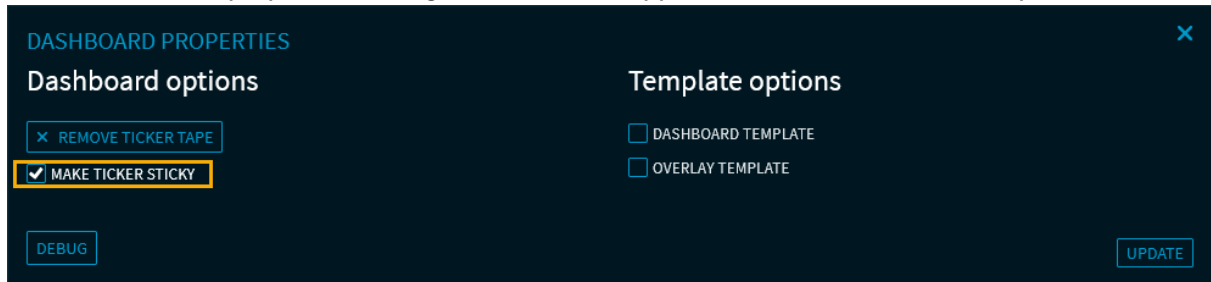 DASHBOARD PROPERTIES
Dashboard options
Template options
× REMOVE TICKER TAPE
DASHBOARD TEMPLATE
MAKE TICKER STICKY
OVERLAY TEMPLATE
DEBUG
UPDATE